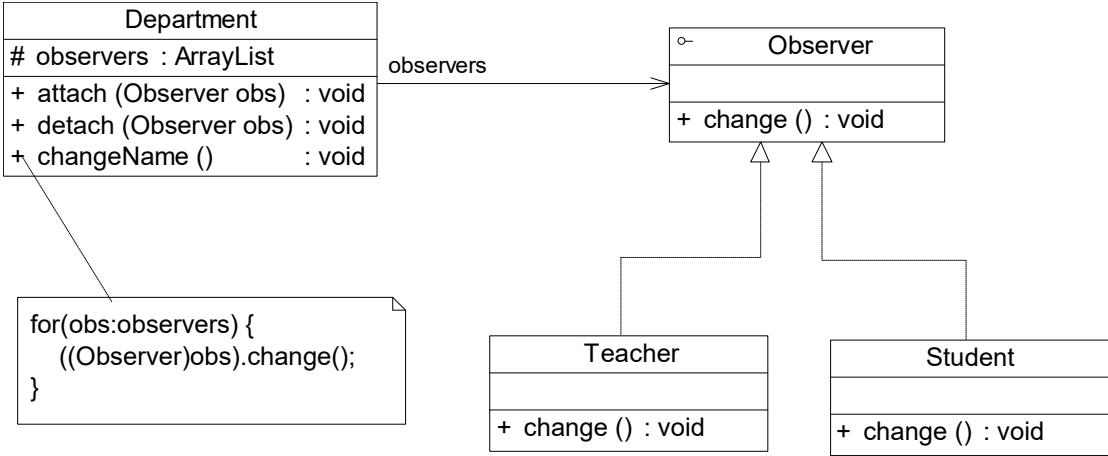 Department
# observers : ArrayList
+ attach (Observer obs) : void
+ detach (Observer obs) : void
+ changeName () : void
observers
Observer
+ change () : void
for(obs:observers) {
((Observer)obs).change();
}
Teacher
+ change () : void
Student
+ change () : void